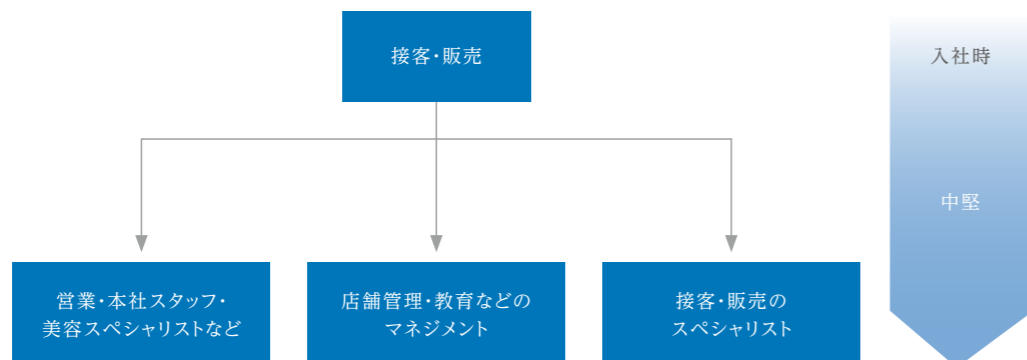 接客・販売
入社時
中堅
営業・本社スタッフ・
美容スペシャリストなど
店舗管理・教育などの
マネジメント
接客・販売の
スペシャリスト